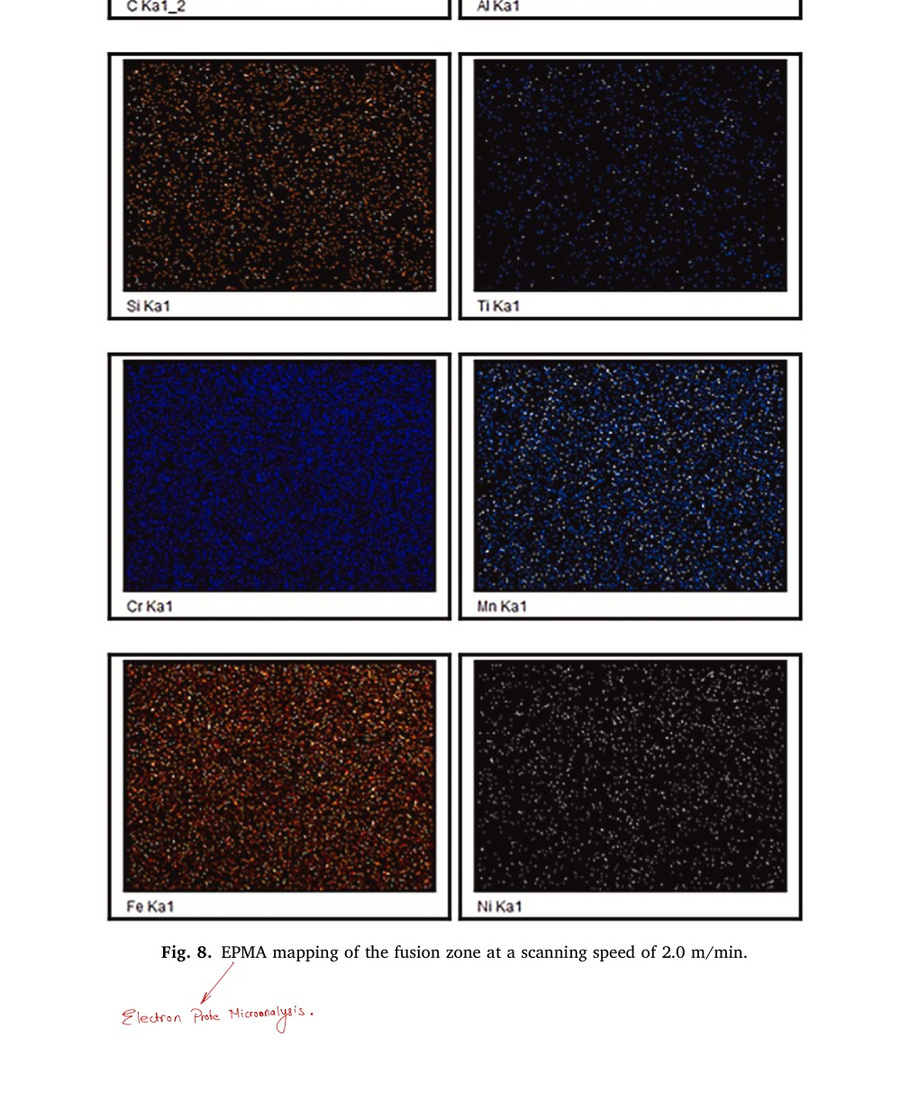 C Ka1_2
Al Ka1
Si Ka1
Ti Ka1
Cr Ka1
Mn Ka1
Fe Ka1
Ni Ka1
Fig. 8. EPMA mapping of the fusion zone at a scanning speed of 2.0 m/min.
Electron Probe Microanalysis.